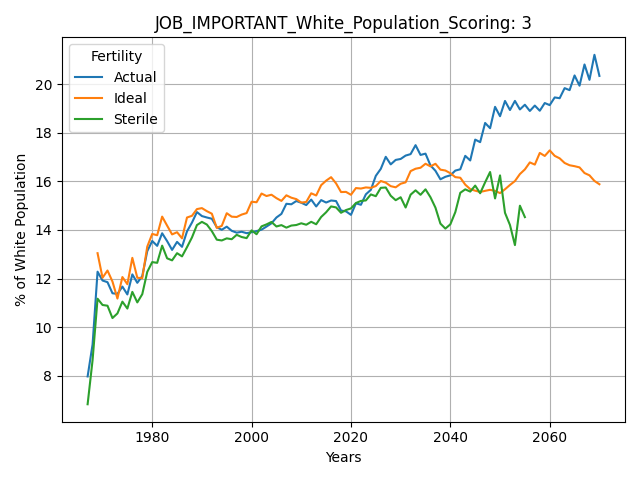 JOB_IMPORTANT_White_Population_Scoring: 3
Fertility
Actual
Ideal
Sterile
% of White Population
20
18
16
14
12
10
8
1980
2000
2020
2040
2060
Years